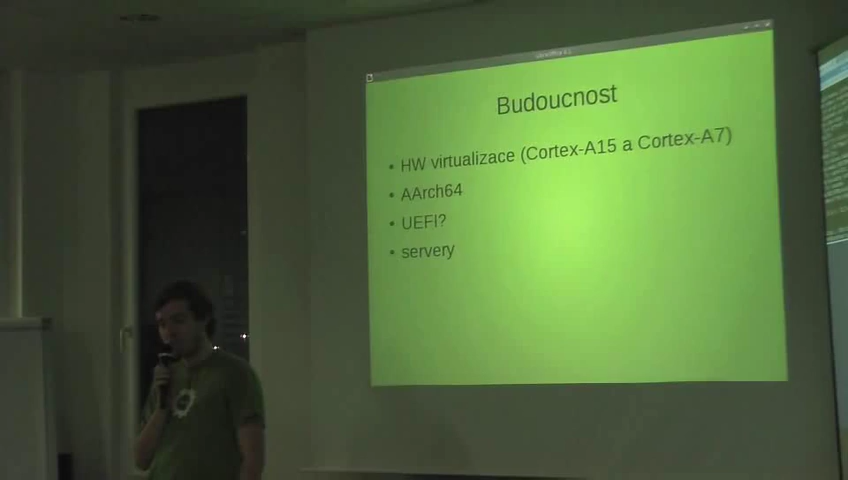 Budoucnost
• HW virtualizace (Cortex-A15 a Cortex-A7)
• AArch64
• UEFI?
• servery